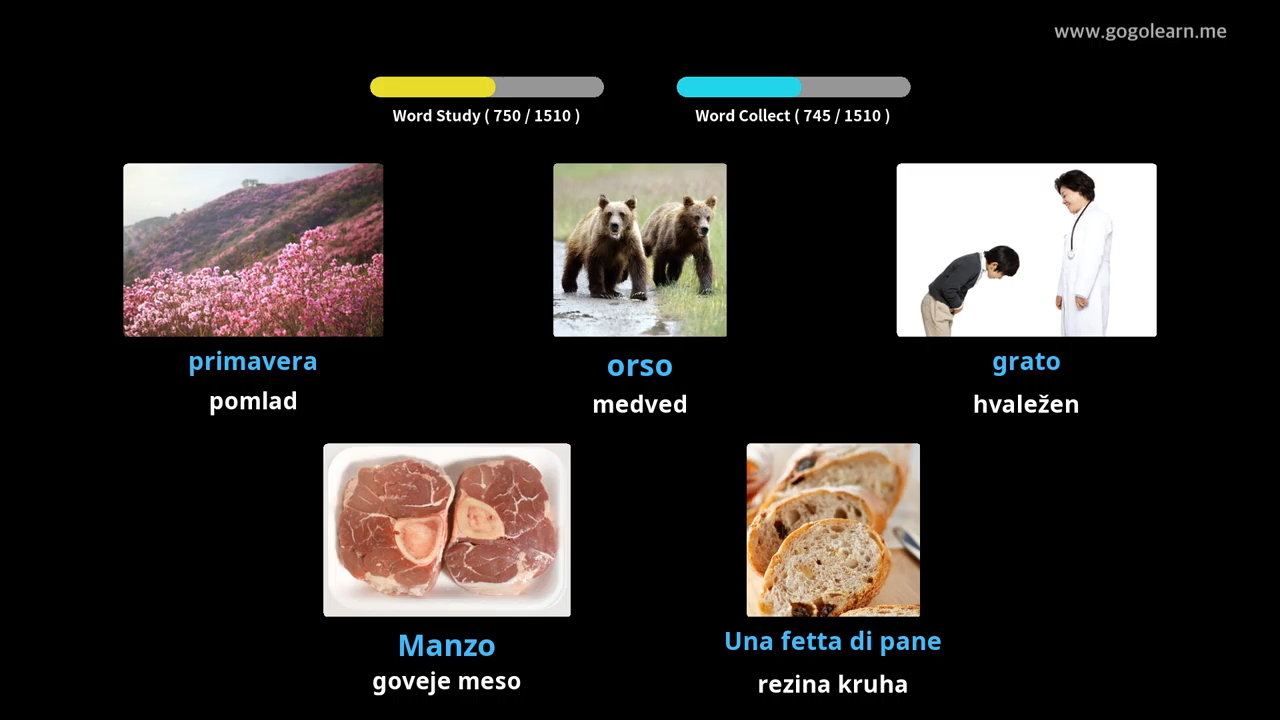 www.gogolearn.me
Word Study ( 750 / 1510 )
Word Collect ( 745 / 1510 )
primavera
pomlad
orso
medved
grato
hvaležen
Manzo
goveje meso
Una fetta di pane
rezina kruha